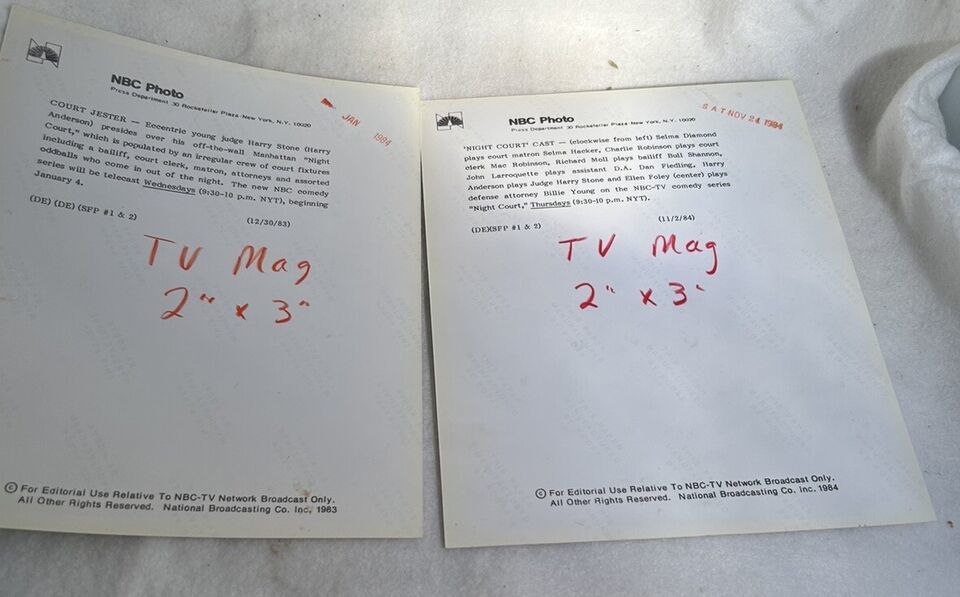 NBC Photo
Press Department 30 Rockefeller Plaza New York, N.Y. 10020
JAN 1984
COURT JESTER — Eccentric young judge Harry Stone (Harry
Anderson) presides over his off-the-wall Manhattan "Night
Court," which is populated by an irregular crew of court fixtures
including a bailiff, court clerk, matron, attorneys and assorted
oddballs who come in out of the night. The new NBC comedy
series will be telecast Wednesdays (9:30-10 p.m. NYT), beginning
January 4.
(DE) (DE) (SFP #1 & 2) (12/30/83)
TV Mag
2" x 3"
© For Editorial Use Relative To NBC-TV Network Broadcast Only.
All Other Rights Reserved. National Broadcasting Co. Inc. 1983
NBC Photo
Press Department 30 Rockefeller Plaza New York, N.Y. 10020
SAT NOV 24 1984
'NIGHT COURT' CAST — (clockwise from left) Selma Diamond
plays court matron Selma Hacker, Charlie Robinson plays court
clerk Mac Robinson, Richard Moll plays bailiff Bull Shannon,
John Larroquette plays assistant D.A. Dan Fiedling, Harry
Anderson plays Judge Harry Stone and Ellen Foley (center) plays
defense attorney Billie Young on the NBC-TV comedy series
"Night Court," Thursdays (9:30-10 p.m. NYT).
(DE)(SFP #1 & 2) (11/2/84)
TV Mag
2" x 3"
© For Editorial Use Relative To NBC-TV Network Broadcast Only.
All Other Rights Reserved. National Broadcasting Co. Inc. 1984